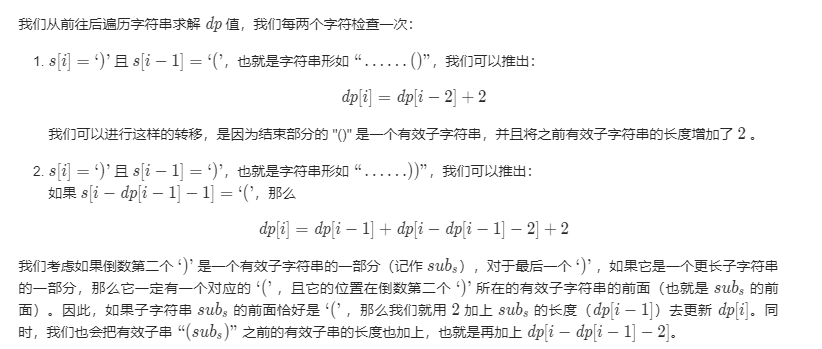 我们从前往后遍历字符串求解 dp 值，我们每两个字符检查一次：
1. s[i] = ‘)’ 且 s[i − 1] = ‘(’，也就是字符串形如 “......()”，我们可以推出：
dp[i] = dp[i − 2] + 2
我们可以进行这样的转移，是因为结束部分的 "()" 是一个有效子字符串，并且将之前有效子字符串的长度增加了 2 。
2. s[i] = ‘)’ 且 s[i − 1] = ‘)’，也就是字符串形如 “......))”，我们可以推出：
如果 s[i − dp[i − 1] − 1] = ‘(’，那么
dp[i] = dp[i − 1] + dp[i − dp[i − 1] − 2] + 2
我们考虑如果倒数第二个 ‘)’ 是一个有效子字符串的一部分（记作 subₛ），对于最后一个 ‘)’ ，如果它是一个更长子字符串
的一部分，那么它一定有一个对应的 ‘(’ ，且它的位置在倒数第二个 ‘)’ 所在的有效子字符串的前面（也就是 subₛ 的前
面）。因此，如果子字符串 subₛ 的前面恰好是 ‘(’ ，那么我们就用 2 加上 subₛ 的长度（dp[i − 1]）去更新 dp[i]。同
时，我们也会把有效子串 “(subₛ)” 之前的有效子串的长度也加上，也就是再加上 dp[i − dp[i − 1] − 2]。